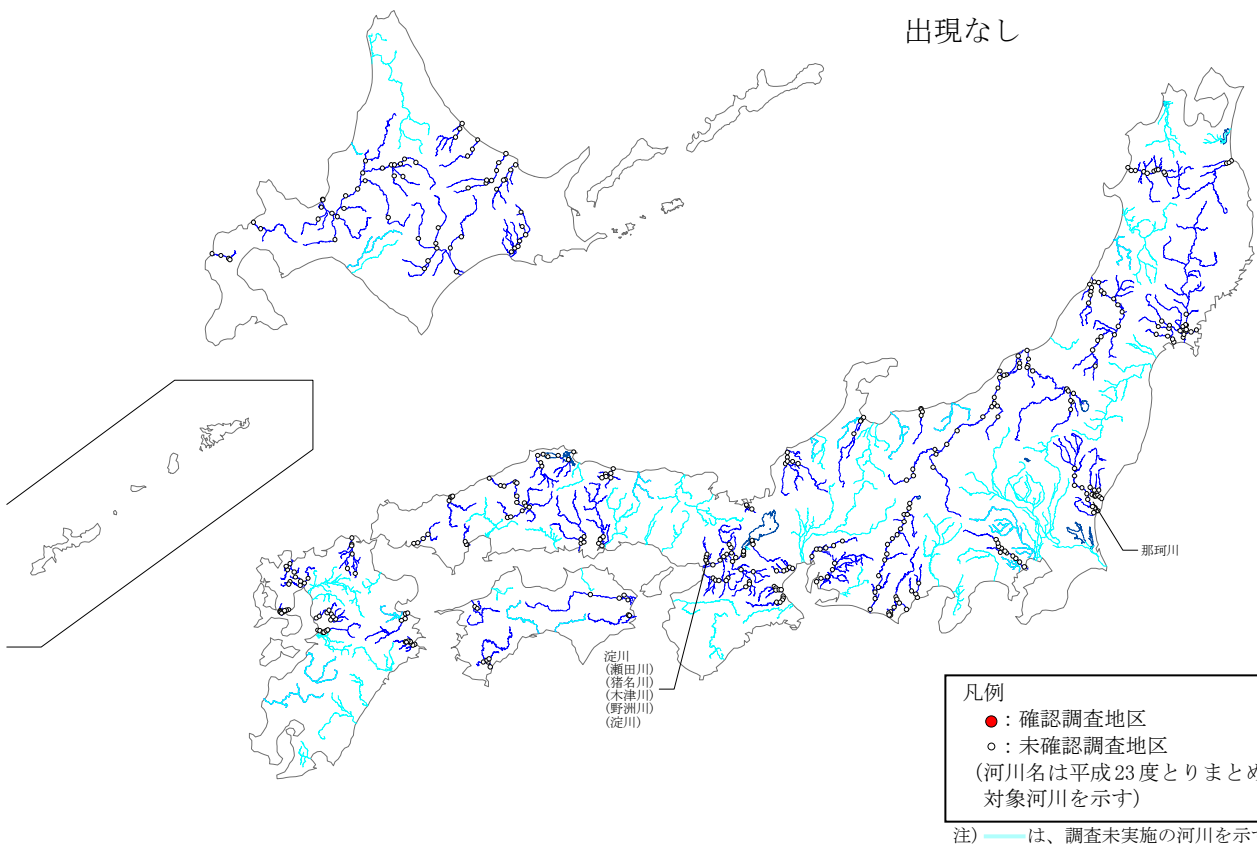 出現なし
那珂川
淀川
(瀬田川)
(猪名川)
(木津川)
(野洲川)
(淀川)
凡例
：確認調査地区
：未確認調査地区
(河川名は平成23度とりまとめ
対象河川を示す)
注) は、調査未実施の河川を示す